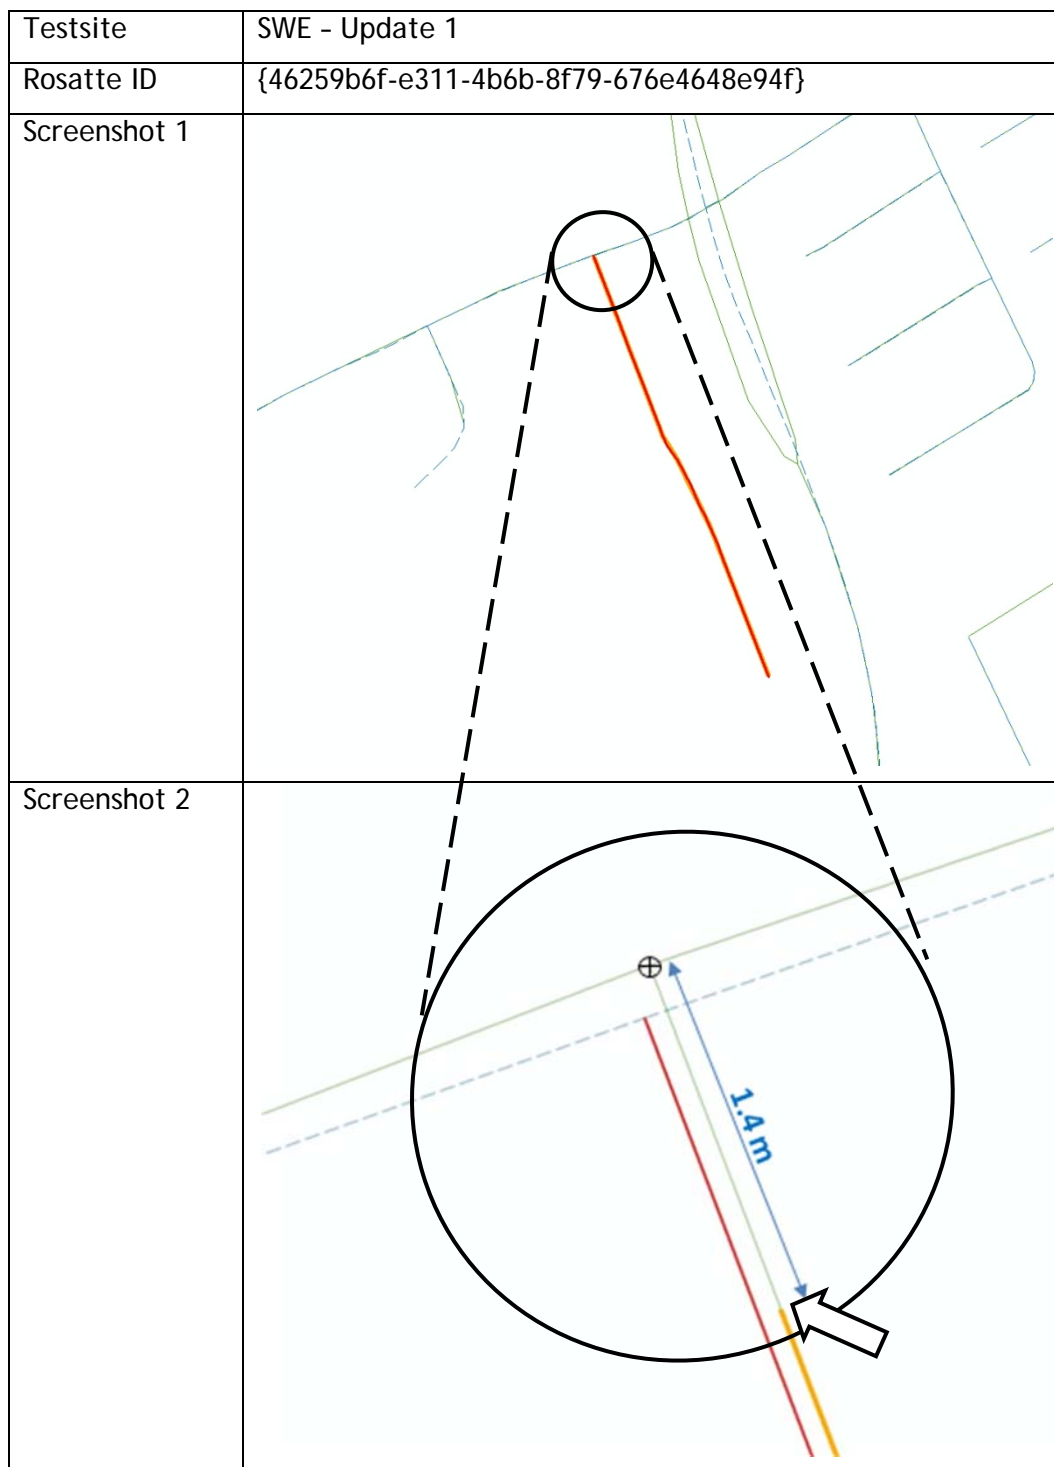 Testsite
SWE – Update 1
Rosatte ID
{46259b6f-e311-4b6b-8f79-676e4648e94f}
Screenshot 1
Screenshot 2
1.4 m